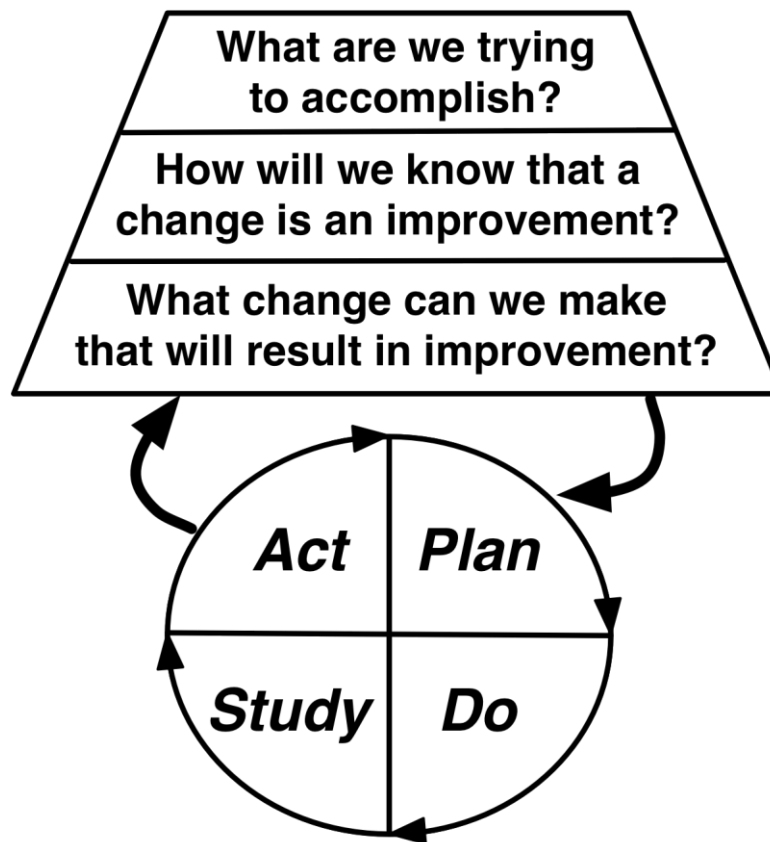 What are we trying
to accomplish?
How will we know that a
change is an improvement?
What change can we make
that will result in improvement?
Act Plan
Study Do